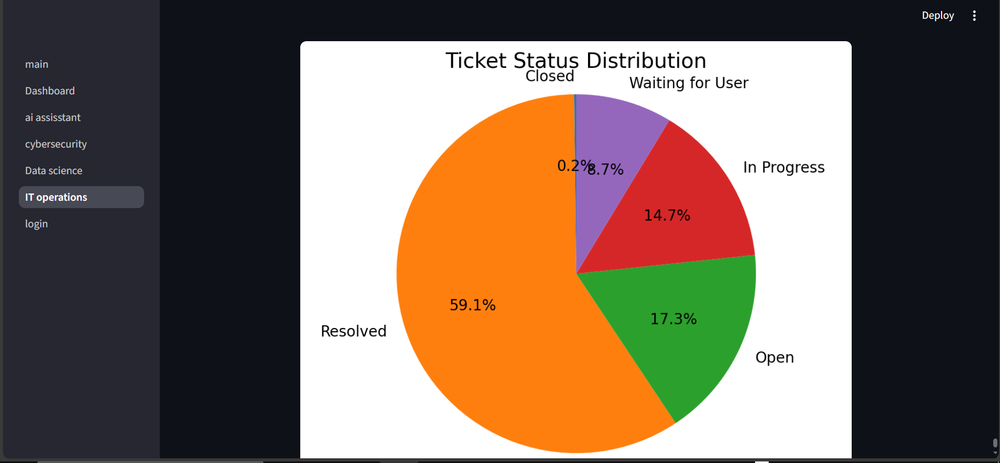 Deploy
main
Dashboard
ai assisstant
cybersecurity
Data science
IT operations
login
Ticket Status Distribution
Closed
Waiting for User
In Progress
0.2%
8.7%
14.7%
59.1%
17.3%
Resolved
Open